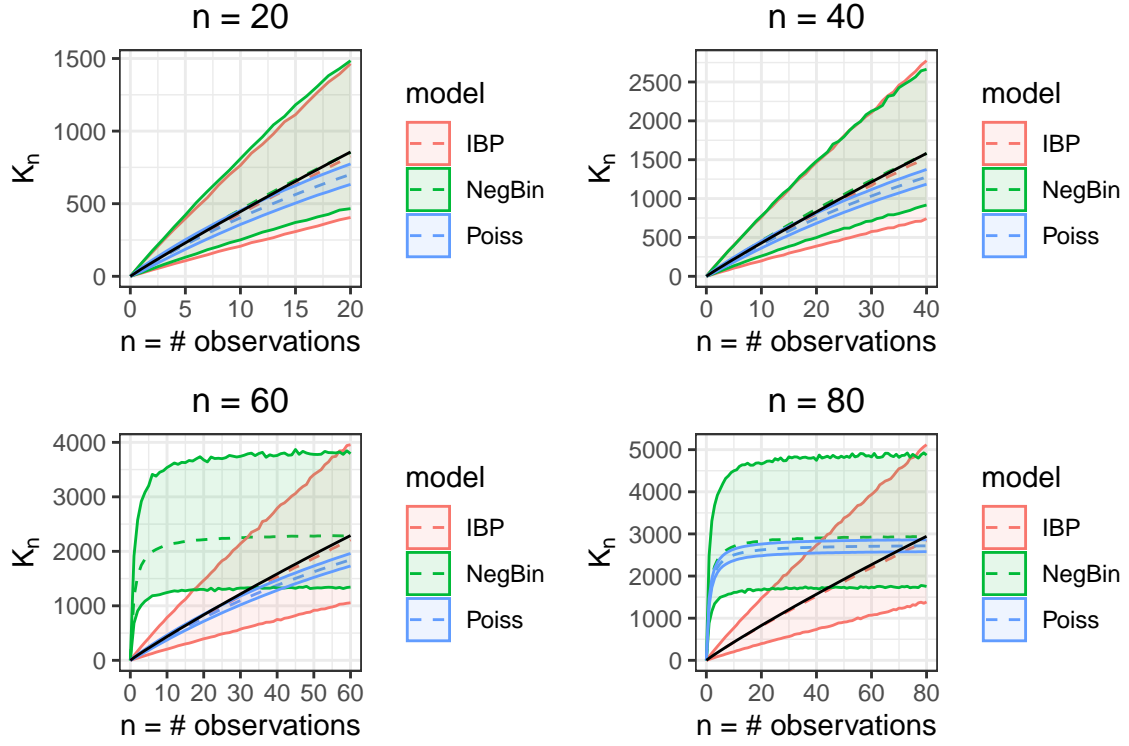 n = 20
1500
1000
500
0
K_n
0 5 10 15 20
n = # observations
model
IBP
NegBin
Poiss
n = 40
2500
2000
1500
1000
500
0
K_n
0 10 20 30 40
n = # observations
model
IBP
NegBin
Poiss
n = 60
4000
3000
2000
1000
0
K_n
0 10 20 30 40 50 60
n = # observations
model
IBP
NegBin
Poiss
n = 80
5000
4000
3000
2000
1000
0
K_n
0 20 40 60 80
n = # observations
model
IBP
NegBin
Poiss